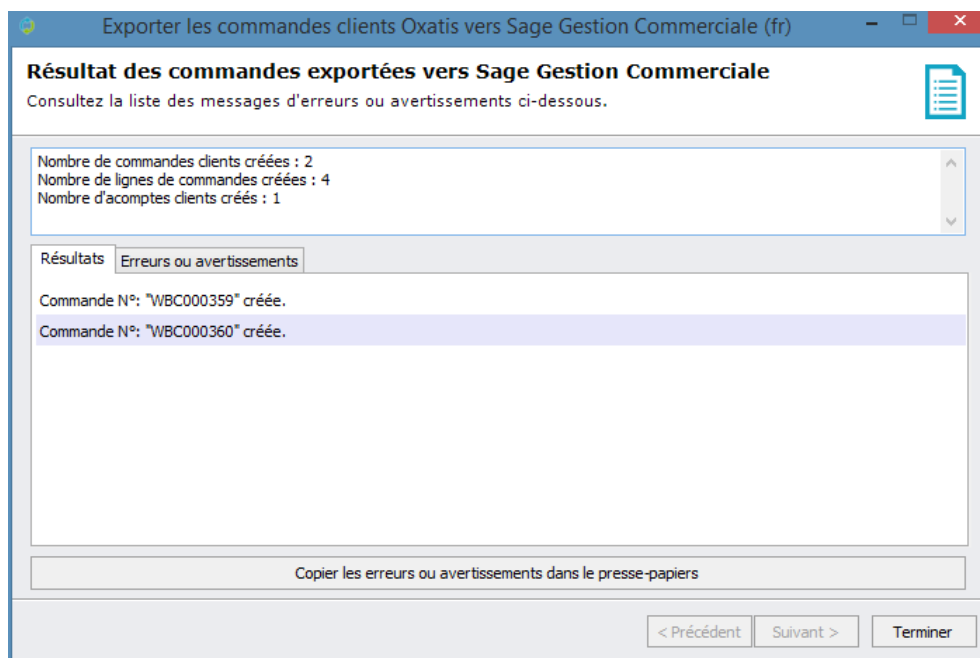 Exporter les commandes clients Oxatis vers Sage Gestion Commerciale (fr)
Résultat des commandes exportées vers Sage Gestion Commerciale
Consultez la liste des messages d'erreurs ou avertissements ci-dessous.
Nombre de commandes clients créées : 2
Nombre de lignes de commandes créées : 4
Nombre d'acomptes clients créés : 1
Résultats Erreurs ou avertissements
Commande N°: "WBC000359" créée.
Commande N°: "WBC000360" créée.
Copier les erreurs ou avertissements dans le presse-papiers
< Précédent Suivant > Terminer